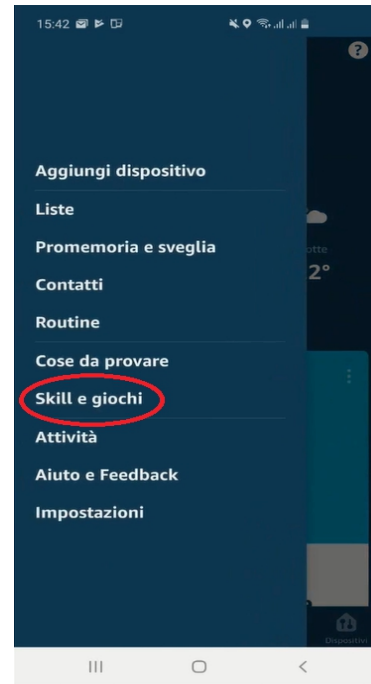 15:42
?
Aggiungi dispositivo
Liste
Promemoria e sveglia
otte
2°
Contatti
Routine
Cose da provare
Skill e giochi
Attività
Aiuto e Feedback
Impostazioni
Dispositivi